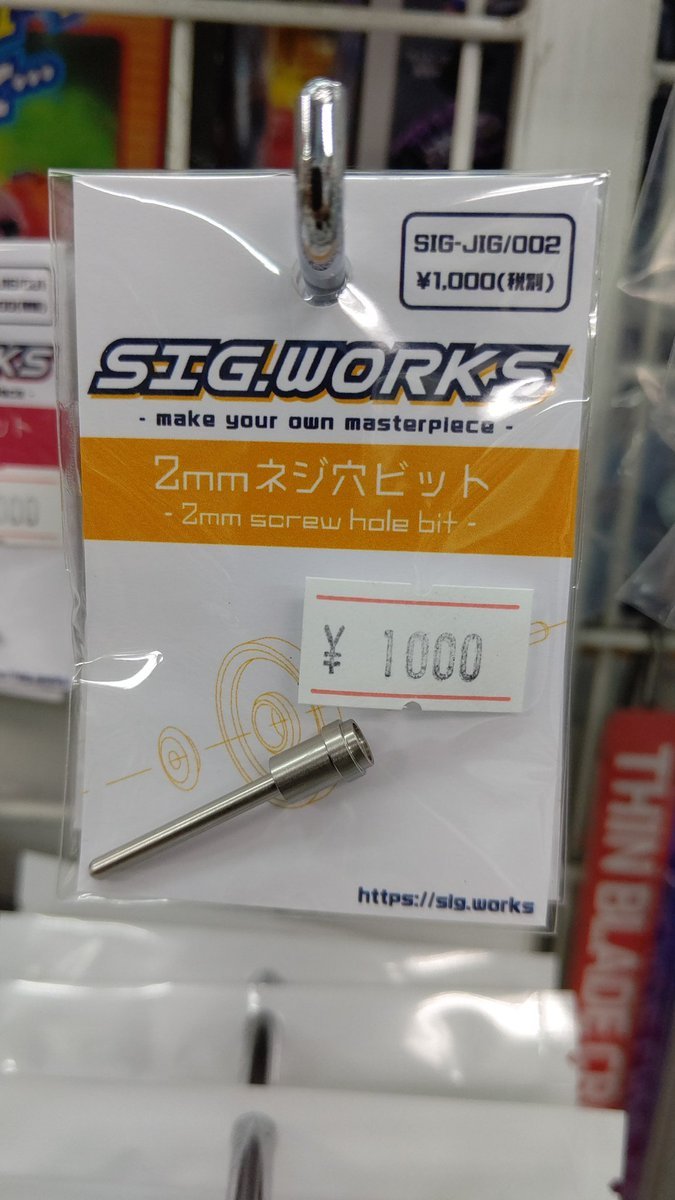 SIG-JIG/002
¥1,000(税別)
SIG.WORKS
- make your own masterpiece -
2mmネジ穴ビット
- 2mm screw hole bit -
¥ 1000
https://sig.works
THIN BLADE